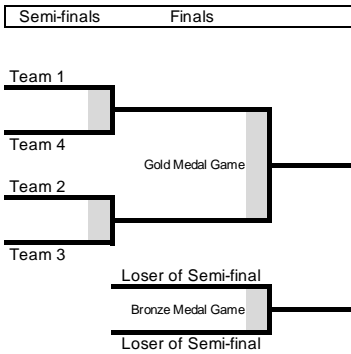 Semi-finals Finals
Team 1
Team 4
Gold Medal Game
Team 2
Team 3
Loser of Semi-final
Bronze Medal Game
Loser of Semi-final